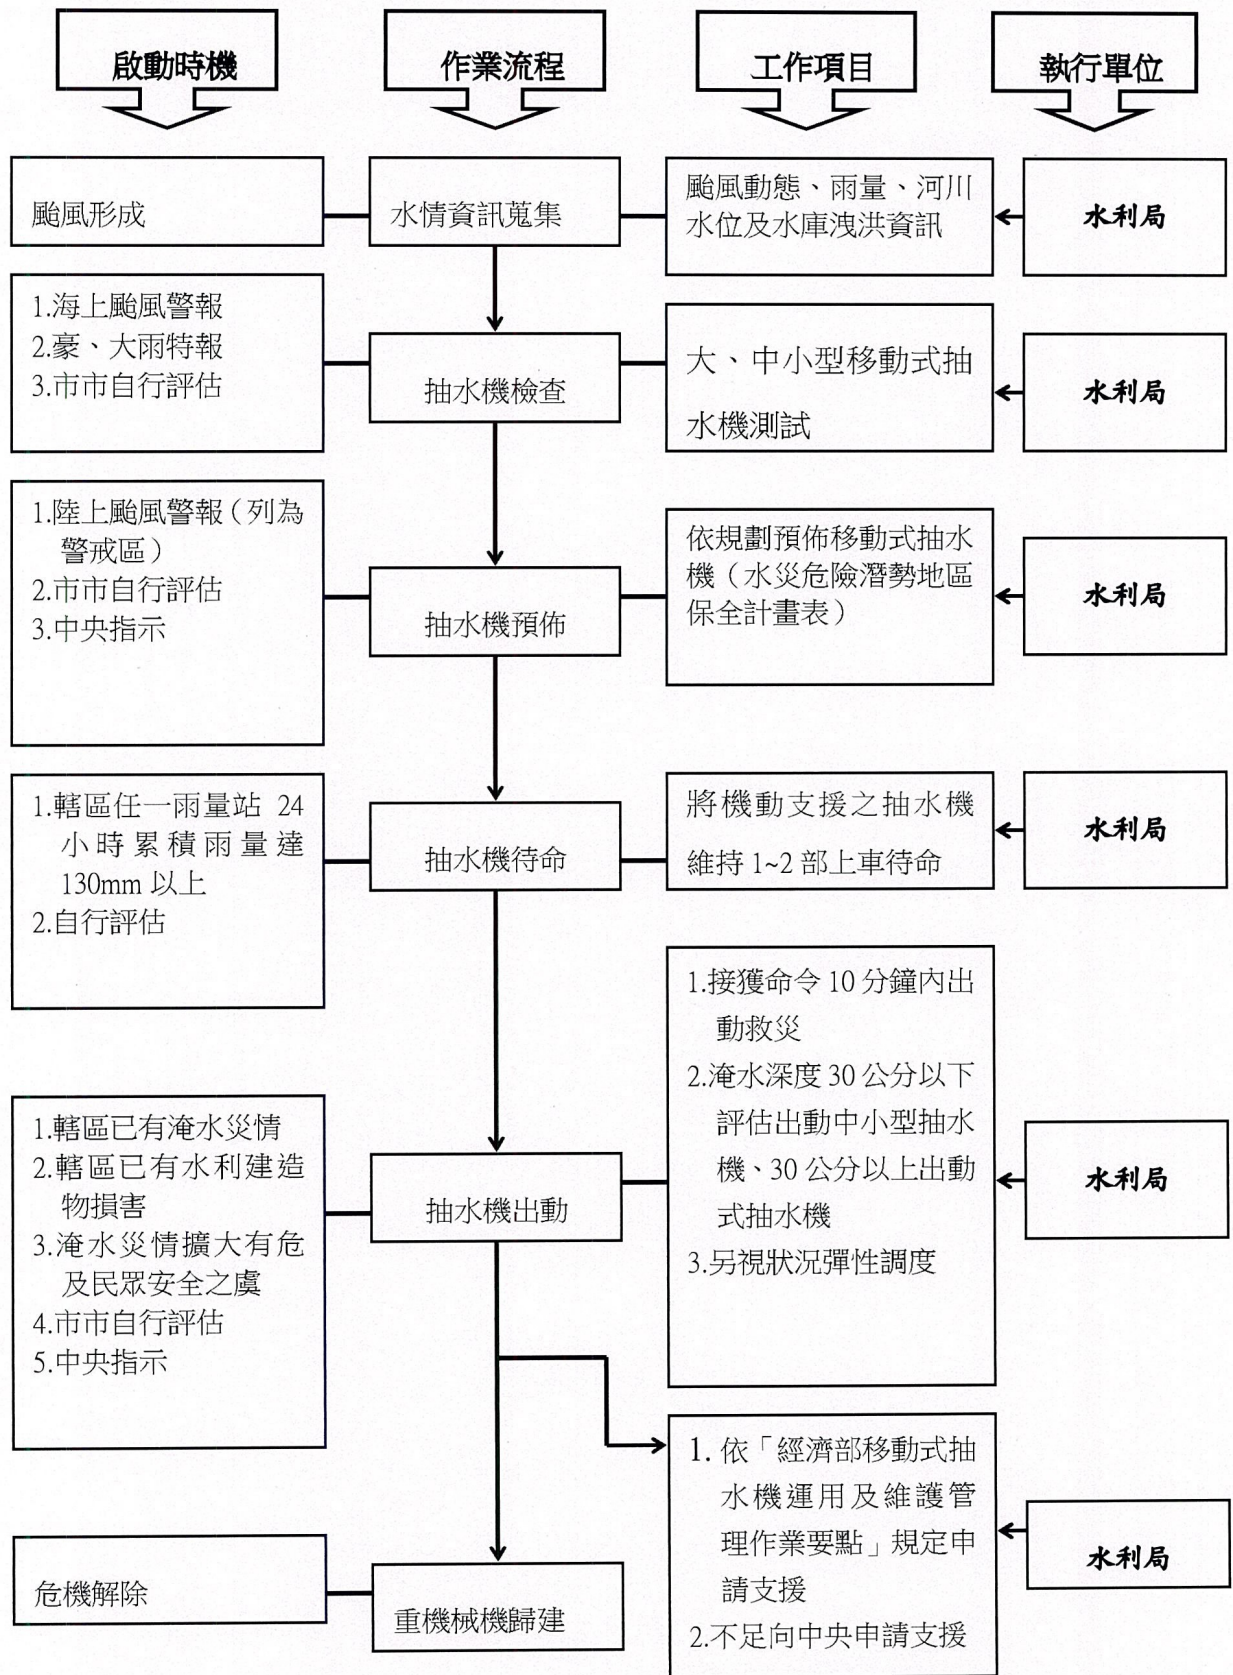 啟動時機
作業流程
工作項目
執行單位
颱風形成
水情資訊蒐集
颱風動態、雨量、河川
水位及水庫洩洪資訊
水利局
1.海上颱風警報
2.豪、大雨特報
3.市市自行評估
抽水機檢查
大、中小型移動式抽
水機測試
水利局
1.陸上颱風警報（列為
警戒區）
2.市市自行評估
3.中央指示
抽水機預佈
依規劃預佈移動式抽水
機（水災危險潛勢地區
保全計畫表）
水利局
1.轄區任一雨量站 24
小時累積雨量達
130mm 以上
2.自行評估
抽水機待命
將機動支援之抽水機
維持 1~2 部上車待命
水利局
1.轄區已有淹水災情
2.轄區已有水利建造
物損害
3.淹水災情擴大有危
及民眾安全之虞
4.市市自行評估
5.中央指示
抽水機出動
1.接獲命令 10 分鐘內出
動救災
2.淹水深度 30 公分以下
評估出動中小型抽水
機、30 公分以上出動
式抽水機
3.另視狀況彈性調度
水利局
1. 依「經濟部移動式抽
水機運用及維護管
理作業要點」規定申
請支援
2.不足向中央申請支援
水利局
危機解除
重機械機歸建